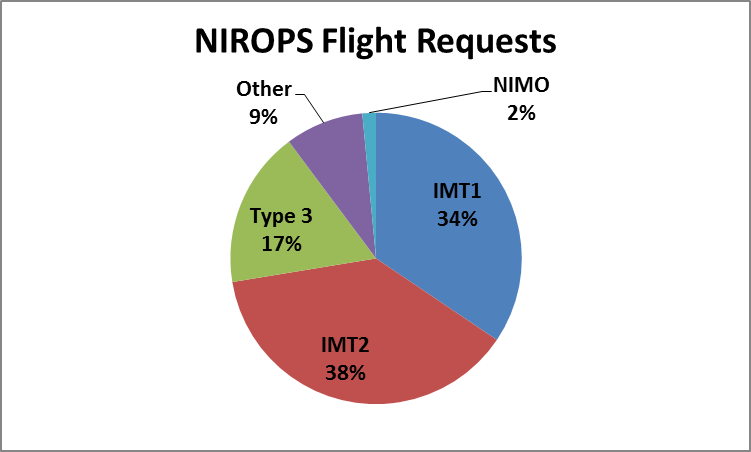 NIROPS Flight Requests
Other
9%
NIMO
2%
IMT1
34%
Type 3
17%
IMT2
38%